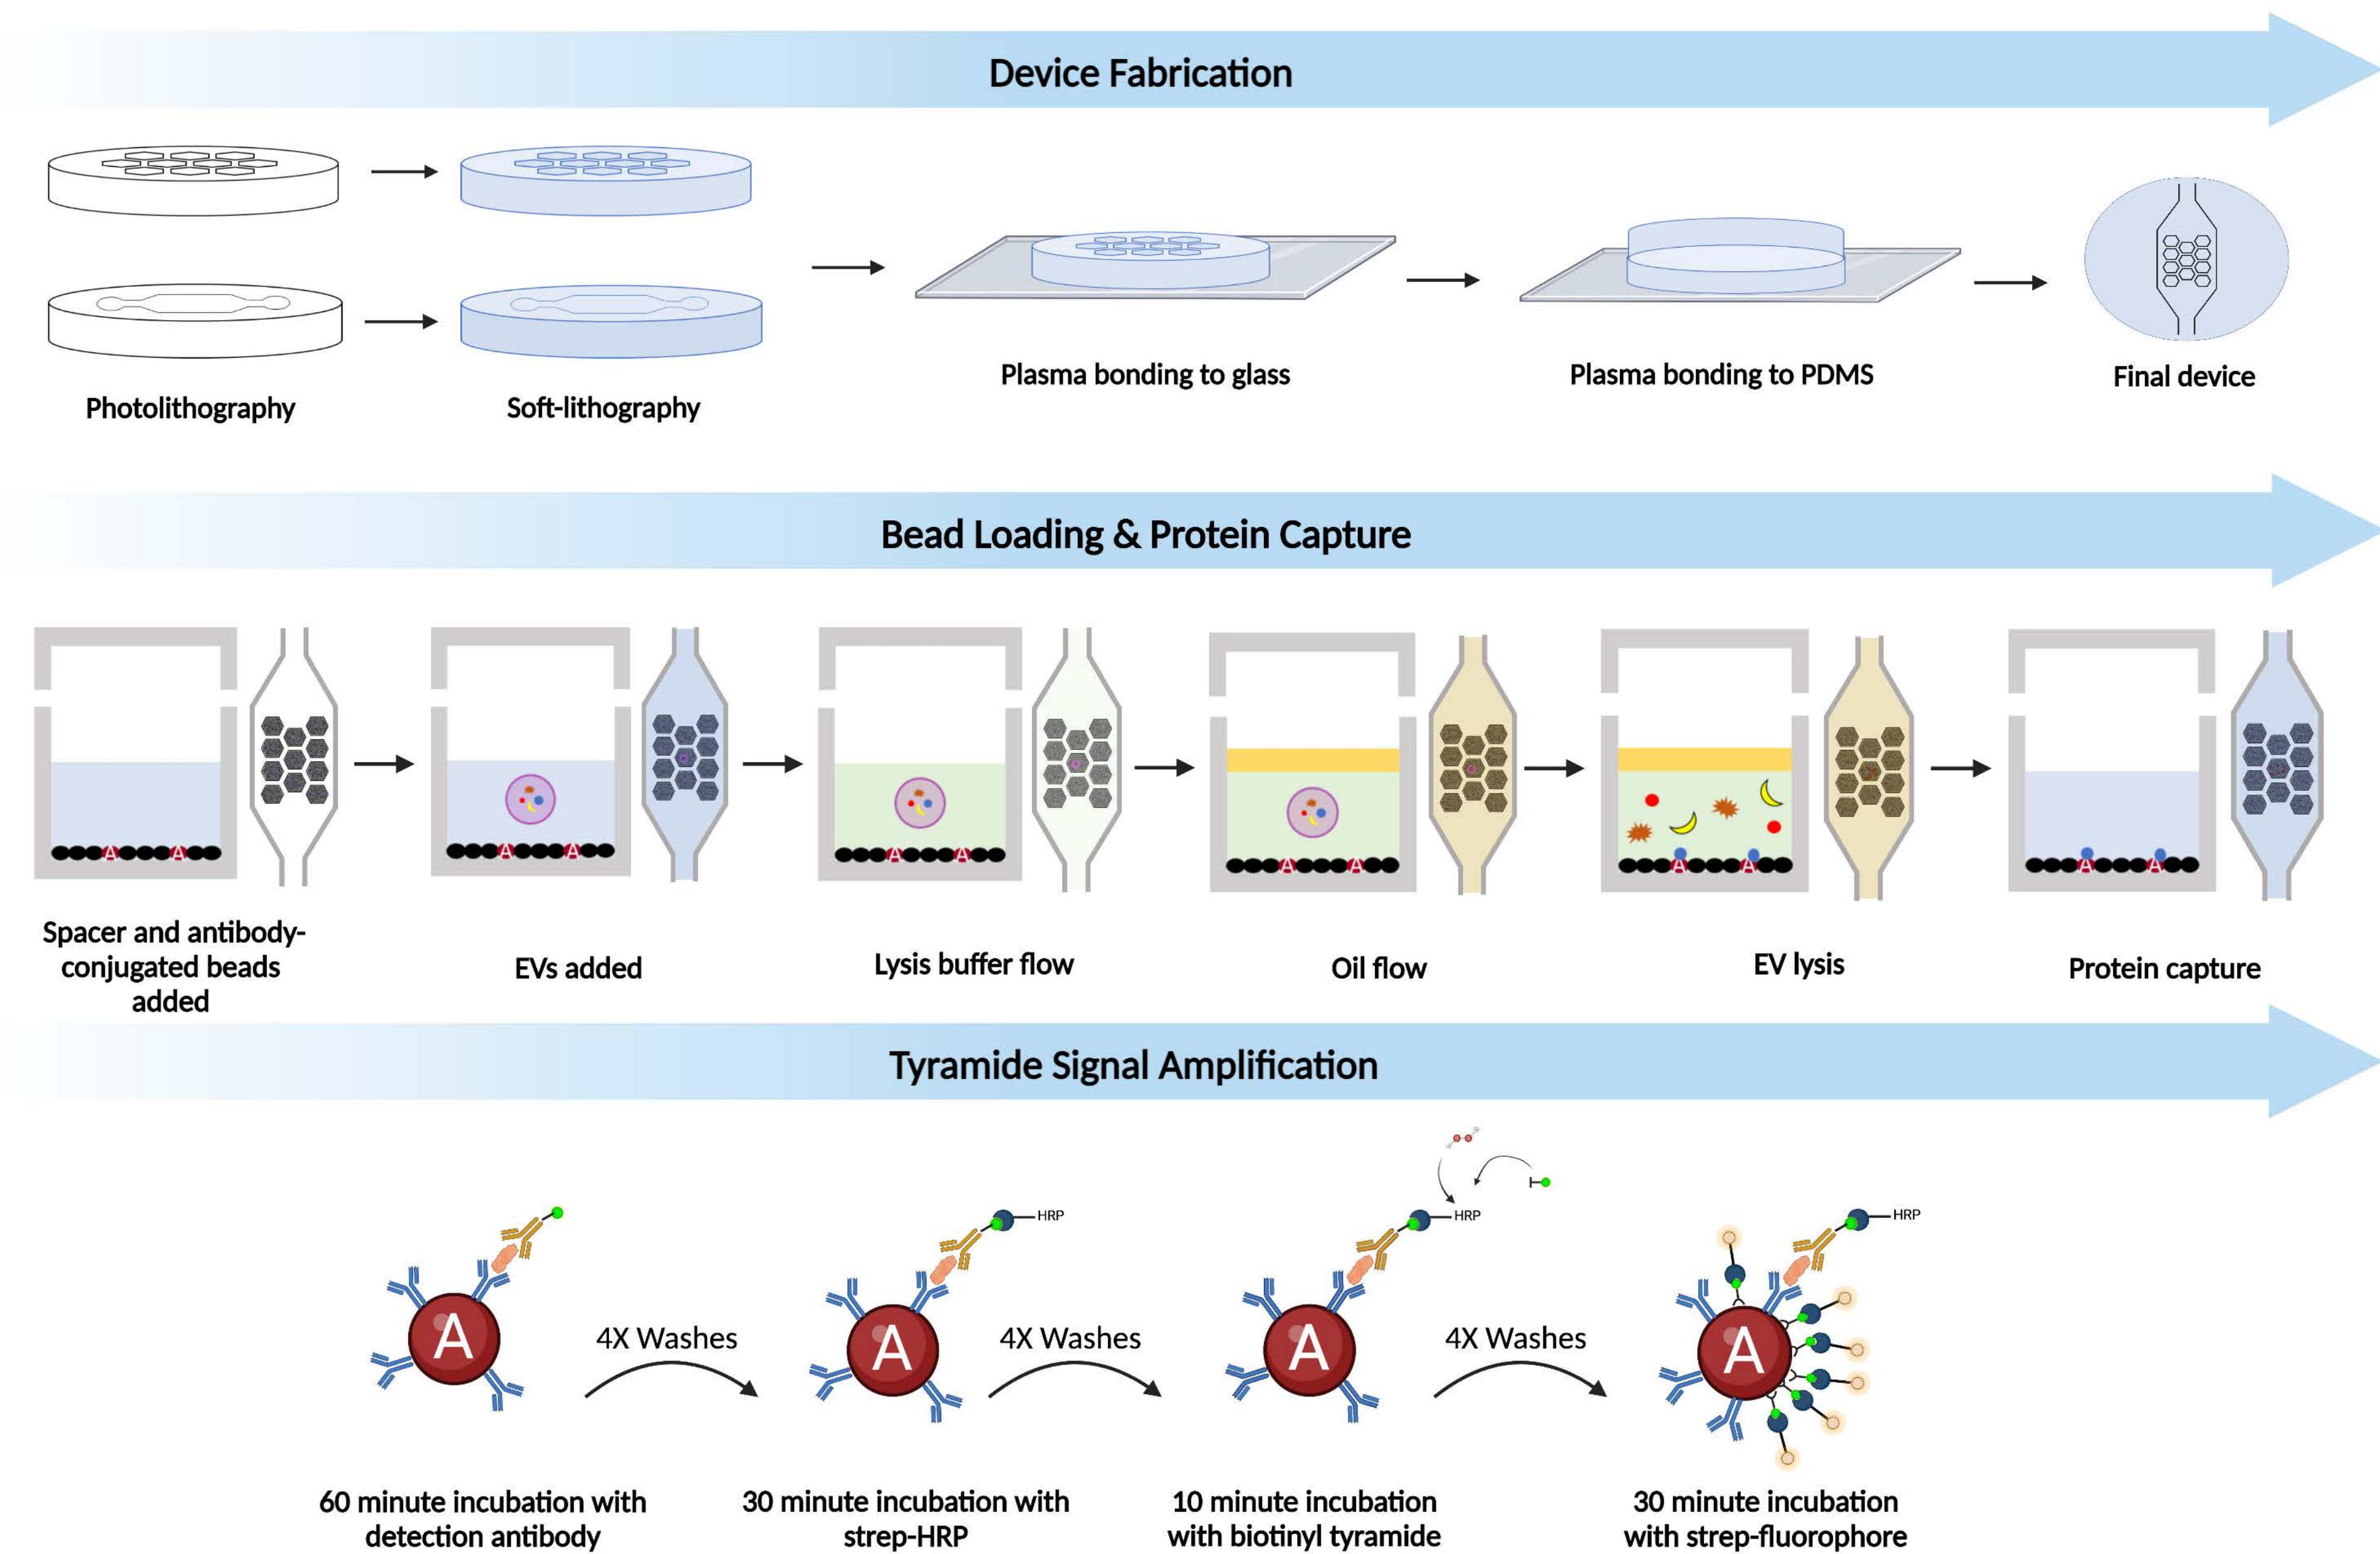 Device Fabrication
Photolithography
Soft-lithography
Plasma bonding to glass
Plasma bonding to PDMS
Final device
Bead Loading & Protein Capture
A A
A A
A A
A A
A A
A A
Spacer and antibody-
conjugated beads
added
EVs added
Lysis buffer flow
Oil flow
EV lysis
Protein capture
Tyramide Signal Amplification
HRP
HRP
HRP
A
4X Washes
A
4X Washes
A
4X Washes
A
60 minute incubation with
detection antibody
30 minute incubation with
strep-HRP
10 minute incubation
with biotinyl tyramide
30 minute incubation
with strep-fluorophore